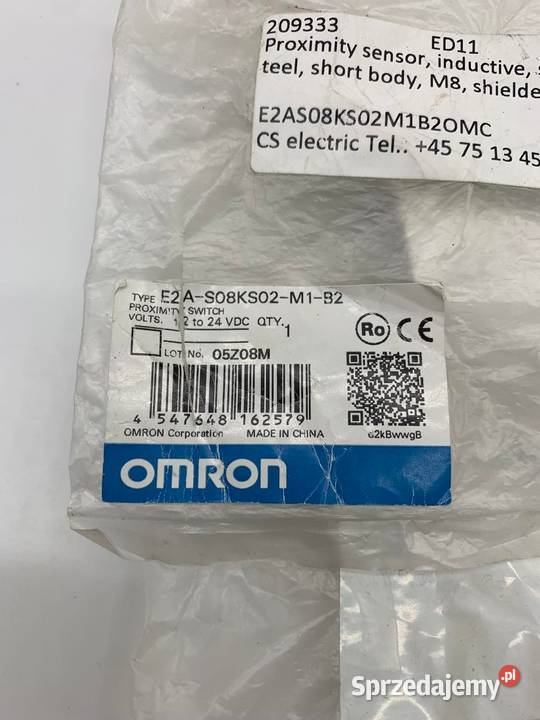 209333 ED11
Proximity sensor, inductive,
teel, short body, M8, shielde
E2AS08KS02M1B2OMC
CS electric Tel.. +45 75 13 45
TYPE E2A-S08KS02-M1-B2
PROXIMITY SWITCH
VOLTS. 12 to 24 VDC QTY. 1
LOT No. 05Z08M
Ro CE
4 547648 162579
OMRON Corporation MADE IN CHINA
62kBwwgB
OMRON
Sprzedajemy.pl